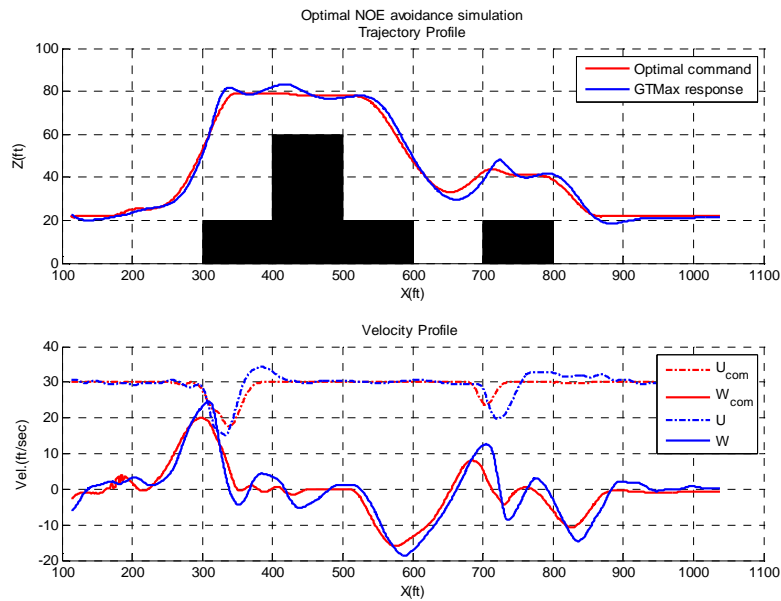 Optimal NOE avoidance simulation
Trajectory Profile
100
80
60
40
20
0
Z(ft)
Optimal command
GTMax response
100 200 300 400 500 600 700 800 900 1000 1100
X(ft)
Velocity Profile
40
30
20
10
0
-10
-20
Vel.(ft/sec)
U_com
W_com
U
W
100 200 300 400 500 600 700 800 900 1000 1100
X(ft)